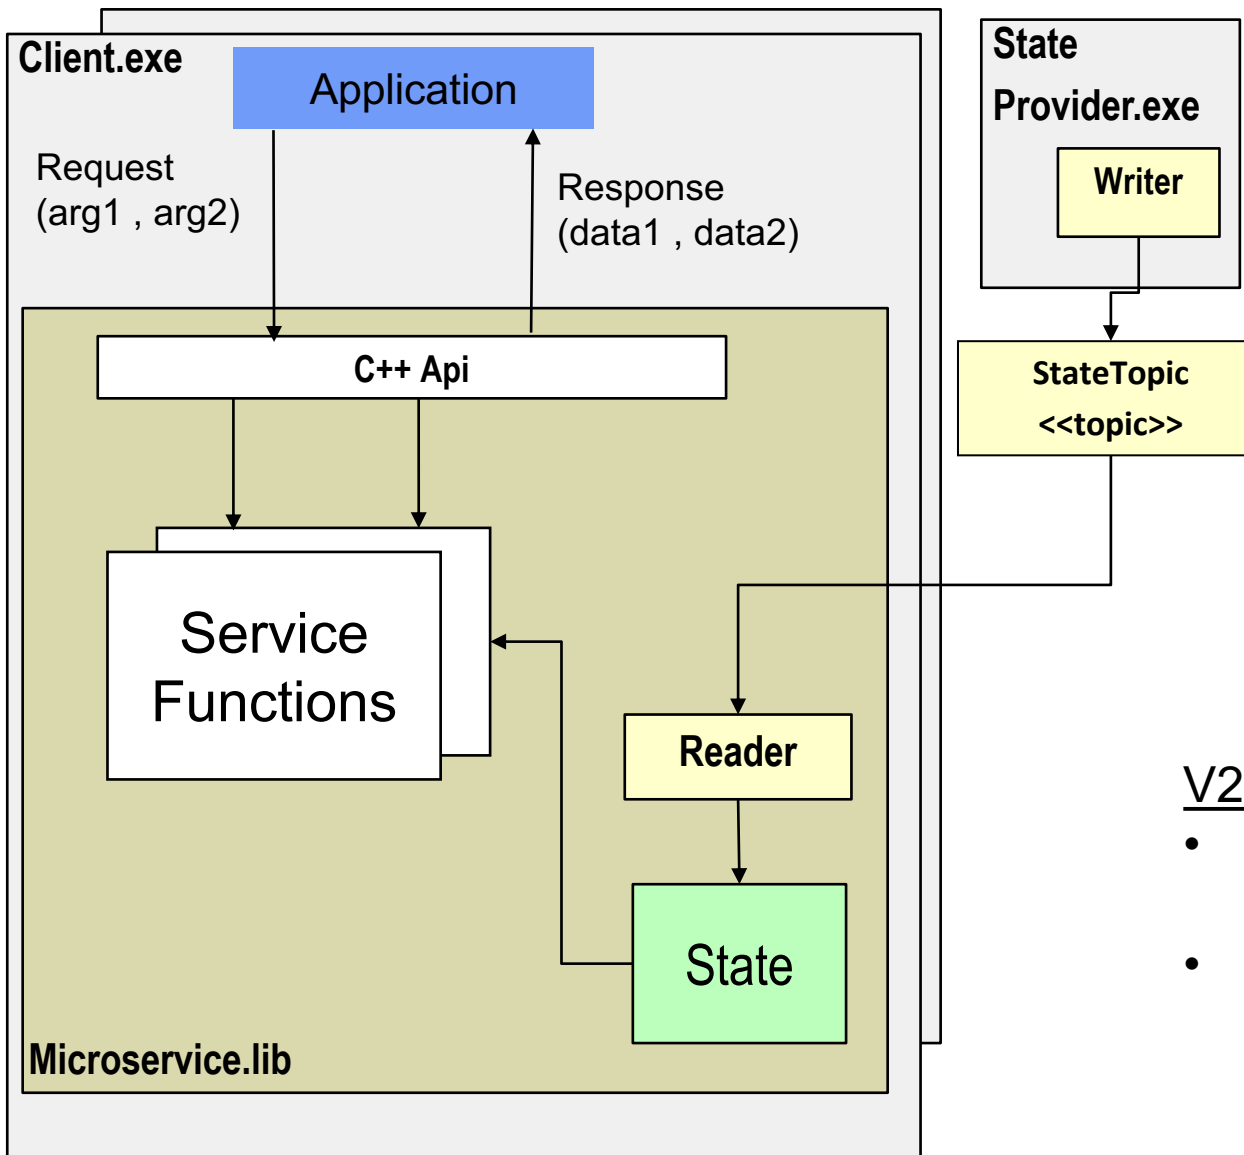 Client.exe
Application
Request
(arg1 , arg2)
Response
(data1 , data2)
C++ Api
Service
Functions
Reader
State
Microservice.lib
State
Provider.exe
Writer
StateTopic
<<topic>>
V2
•
•